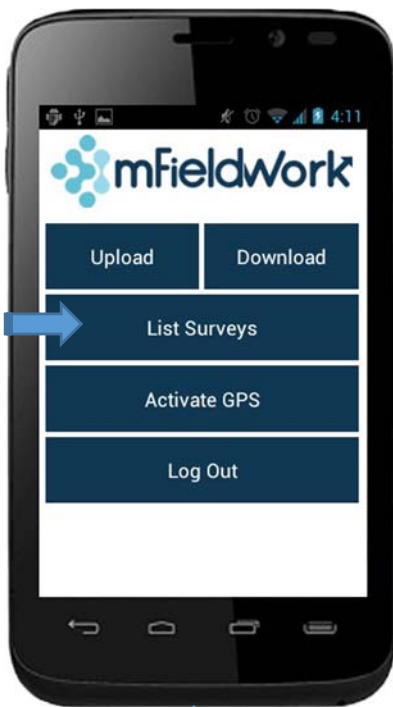 4:11
mFieldWork
Upload Download
List Surveys
Activate GPS
Log Out